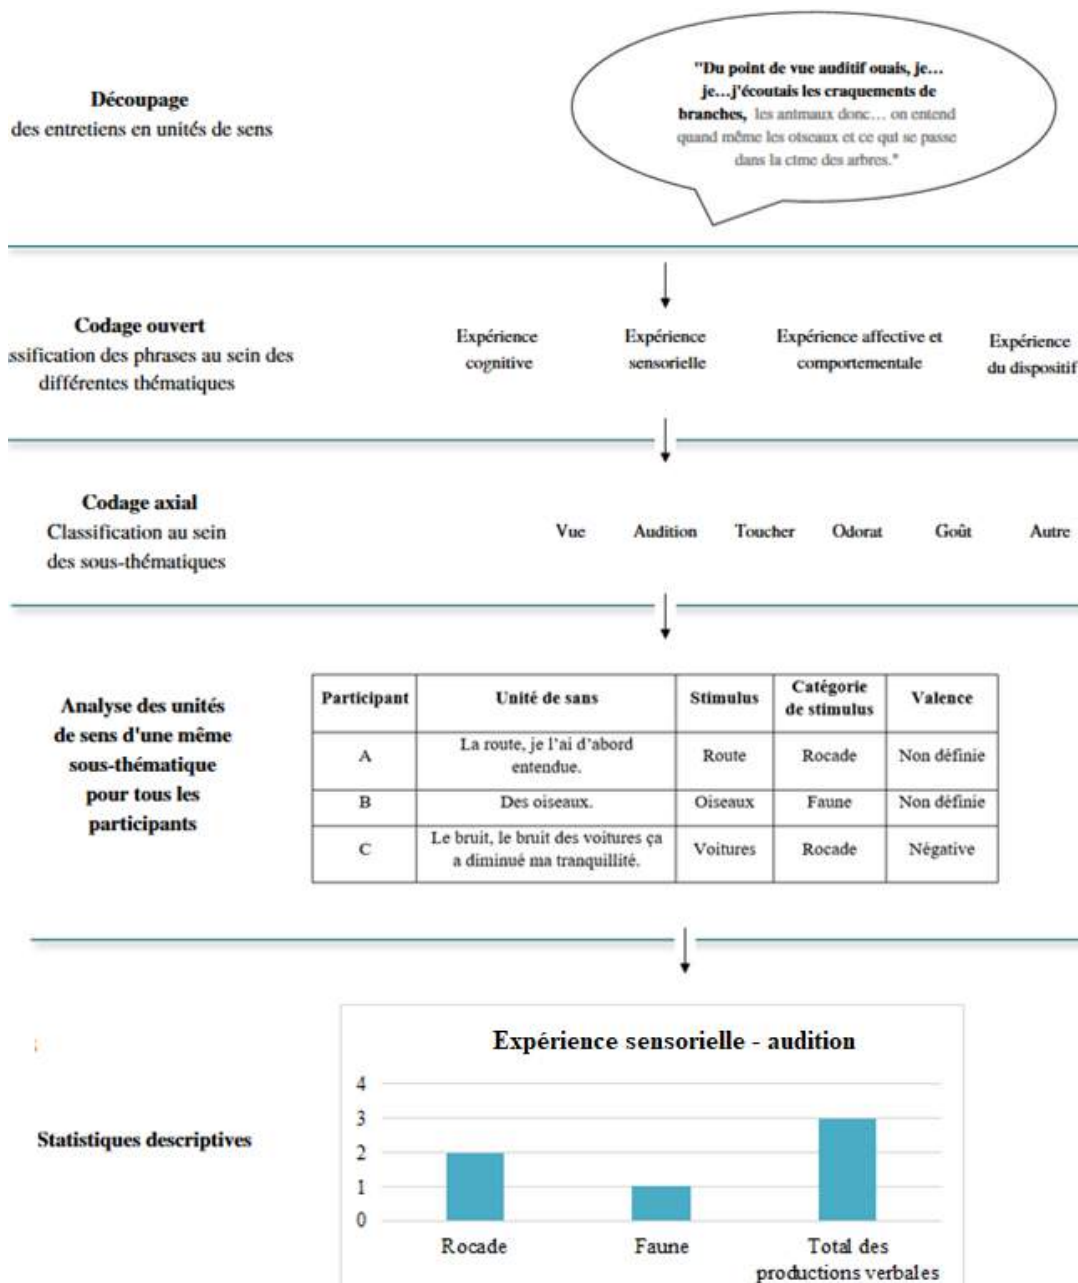 "Du point de vue auditif ouais, je…
je…j'écoutais les craquements de
branches, les animaux donc… on entend
quand même les oiseaux et ce qui se passe
dans la cime des arbres."
Découpage
des entretiens en unités de sens
Codage ouvert
ssification des phrases au sein des
différentes thématiques
Expérience
cognitive
Expérience
sensorielle
Expérience affective et
comportementale
Expérience
du dispositif
Codage axial
Classification au sein
des sous-thématiques
Vue Audition Toucher Odorat Goût Autre
Analyse des unités
de sens d'une même
sous-thématique
pour tous les
participants
Participant Unité de sans Stimulus Catégorie de stimulus Valence
A La route, je l'ai d'abord entendue. Route Rocade Non définie
B Des oiseaux. Oiseaux Faune Non définie
C Le bruit, le bruit des voitures ça a diminué ma tranquillité. Voitures Rocade Négative
Statistiques descriptives
Expérience sensorielle - audition
4
3
2
1
0
Rocade
Faune
Total des
productions verbales